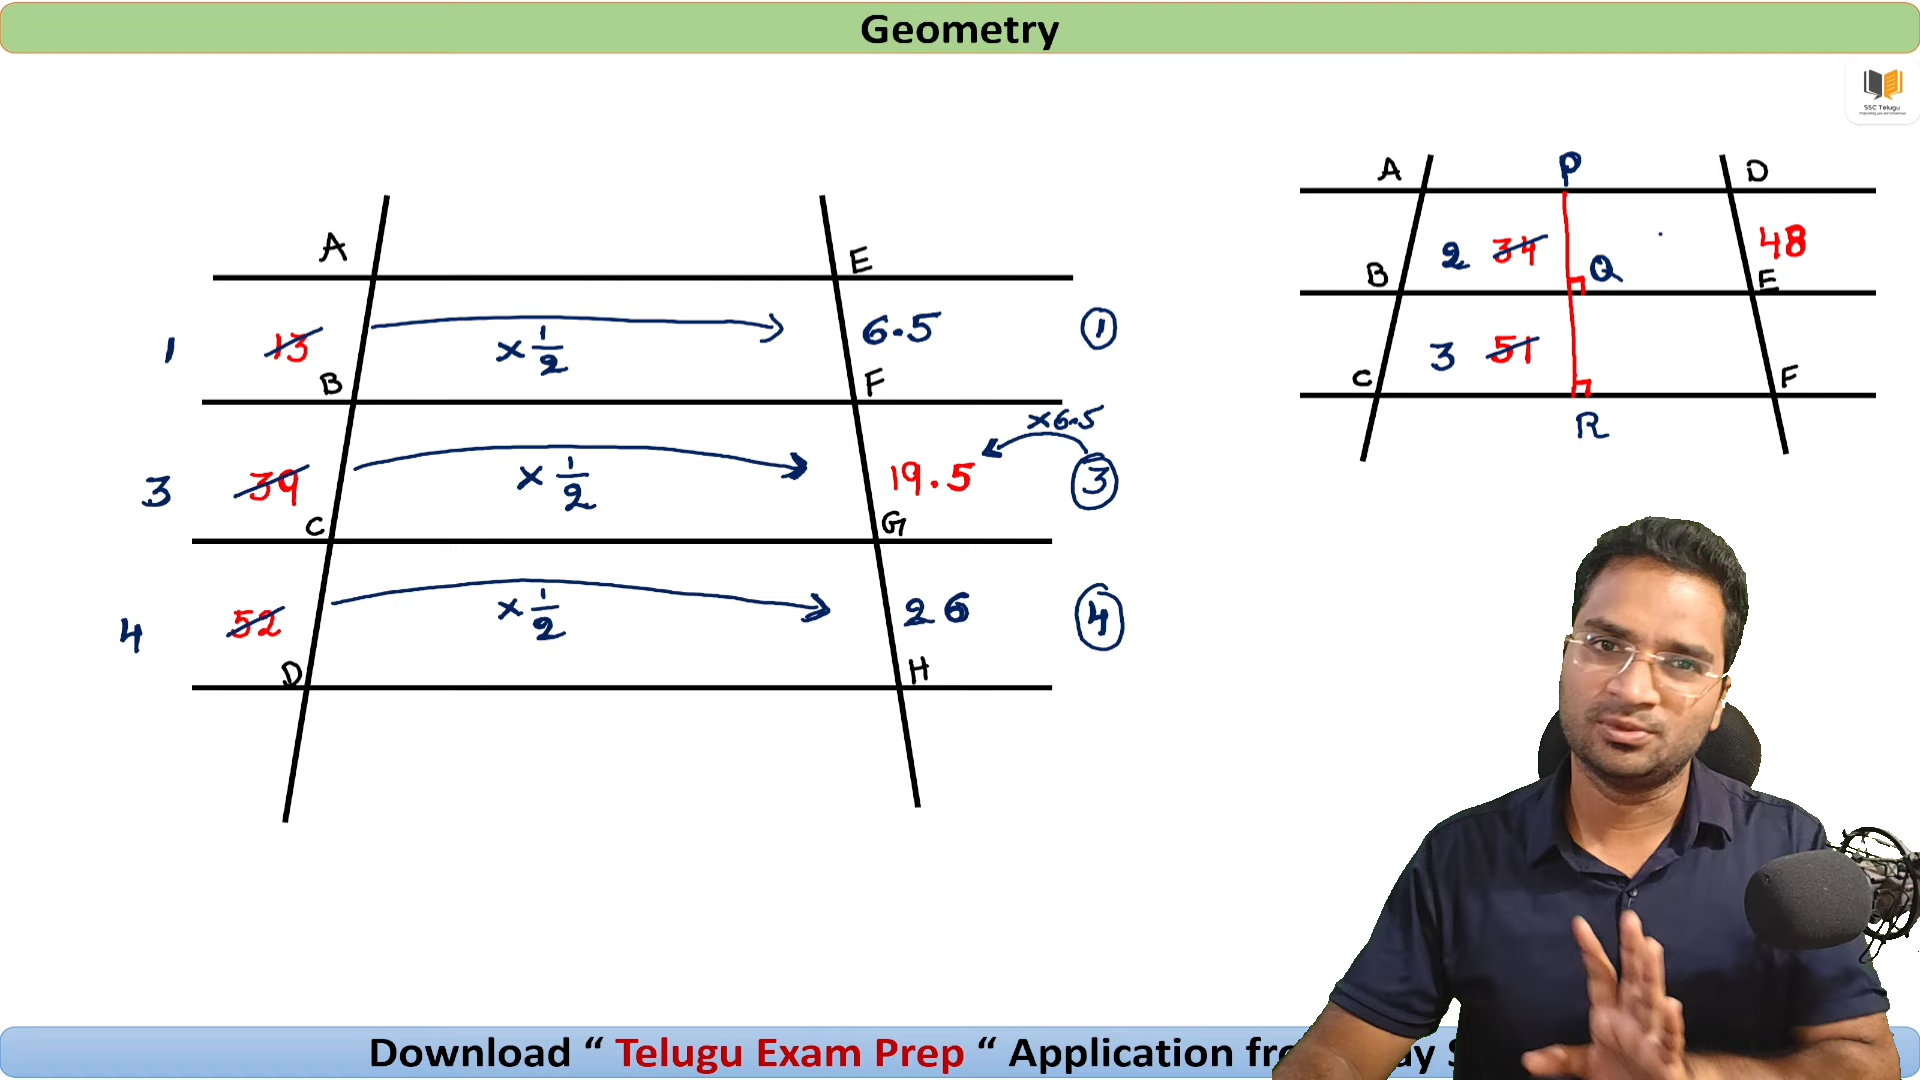 Geometry
SSC Telugu
A
E
1 13 × 1/2 6.5 ①
B
F
×6.5
3 39 × 1/2 19.5 ③
C
G
4 52 × 1/2 26 ④
D
H
A P D
2 34 48
B Q E
3 51
C F
R
Download “ Telugu Exam Prep “ Application